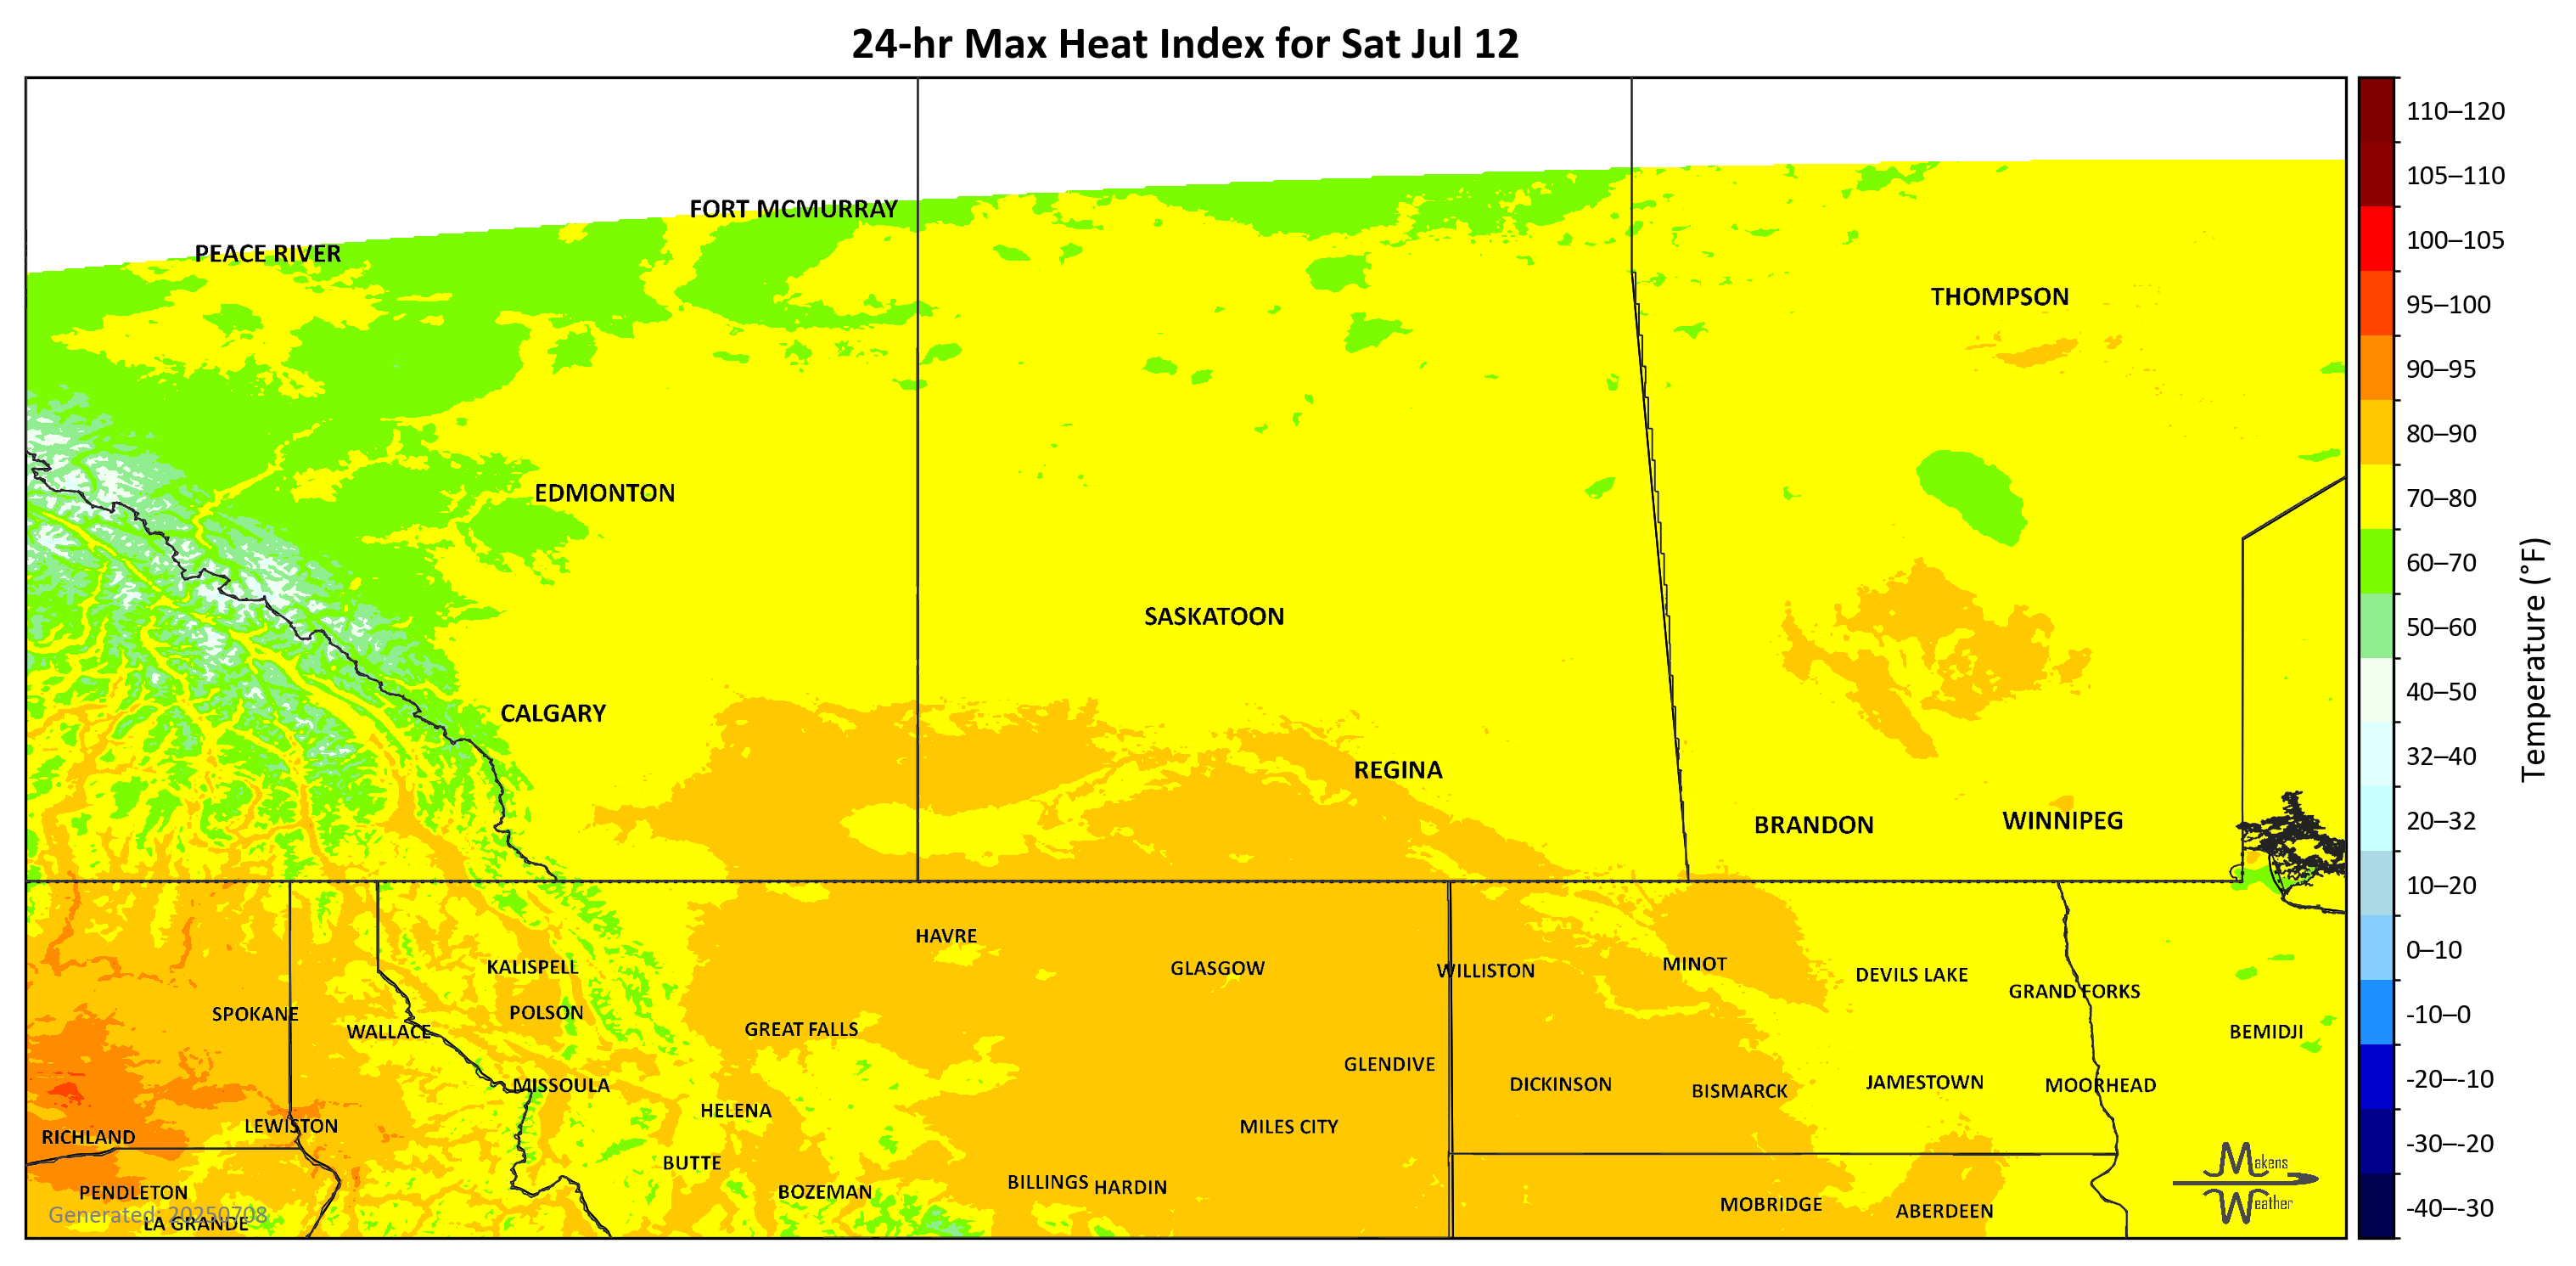 24-hr Max Heat Index for Sat Jul 12
FORT MCMURRAY
PEACE RIVER
THOMPSON
EDMONTON
SASKATOON
CALGARY
REGINA
BRANDON
WINNIPEG
HAVRE
KALISPELL
GLASGOW
WILLISTON
MINOT
DEVILS LAKE
GRAND FORKS
SPOKANE
POLSON
WALLACE
GREAT FALLS
BEMIDJI
GLENDIVE
MISSOULA
DICKINSON
BISMARCK
JAMESTOWN
MOORHEAD
HELENA
LEWISTON
MILES CITY
RICHLAND
BUTTE
BILLINGS
HARDIN
PENDLETON
BOZEMAN
MOBRIDGE
ABERDEEN
LA GRANDE
Generated: 20250708
Makens
Weather
110–120
105–110
100–105
95–100
90–95
80–90
70–80
60–70
50–60
40–50
32–40
20–32
10–20
0–10
-10–0
-20–-10
-30–-20
-40–-30
Temperature (°F)